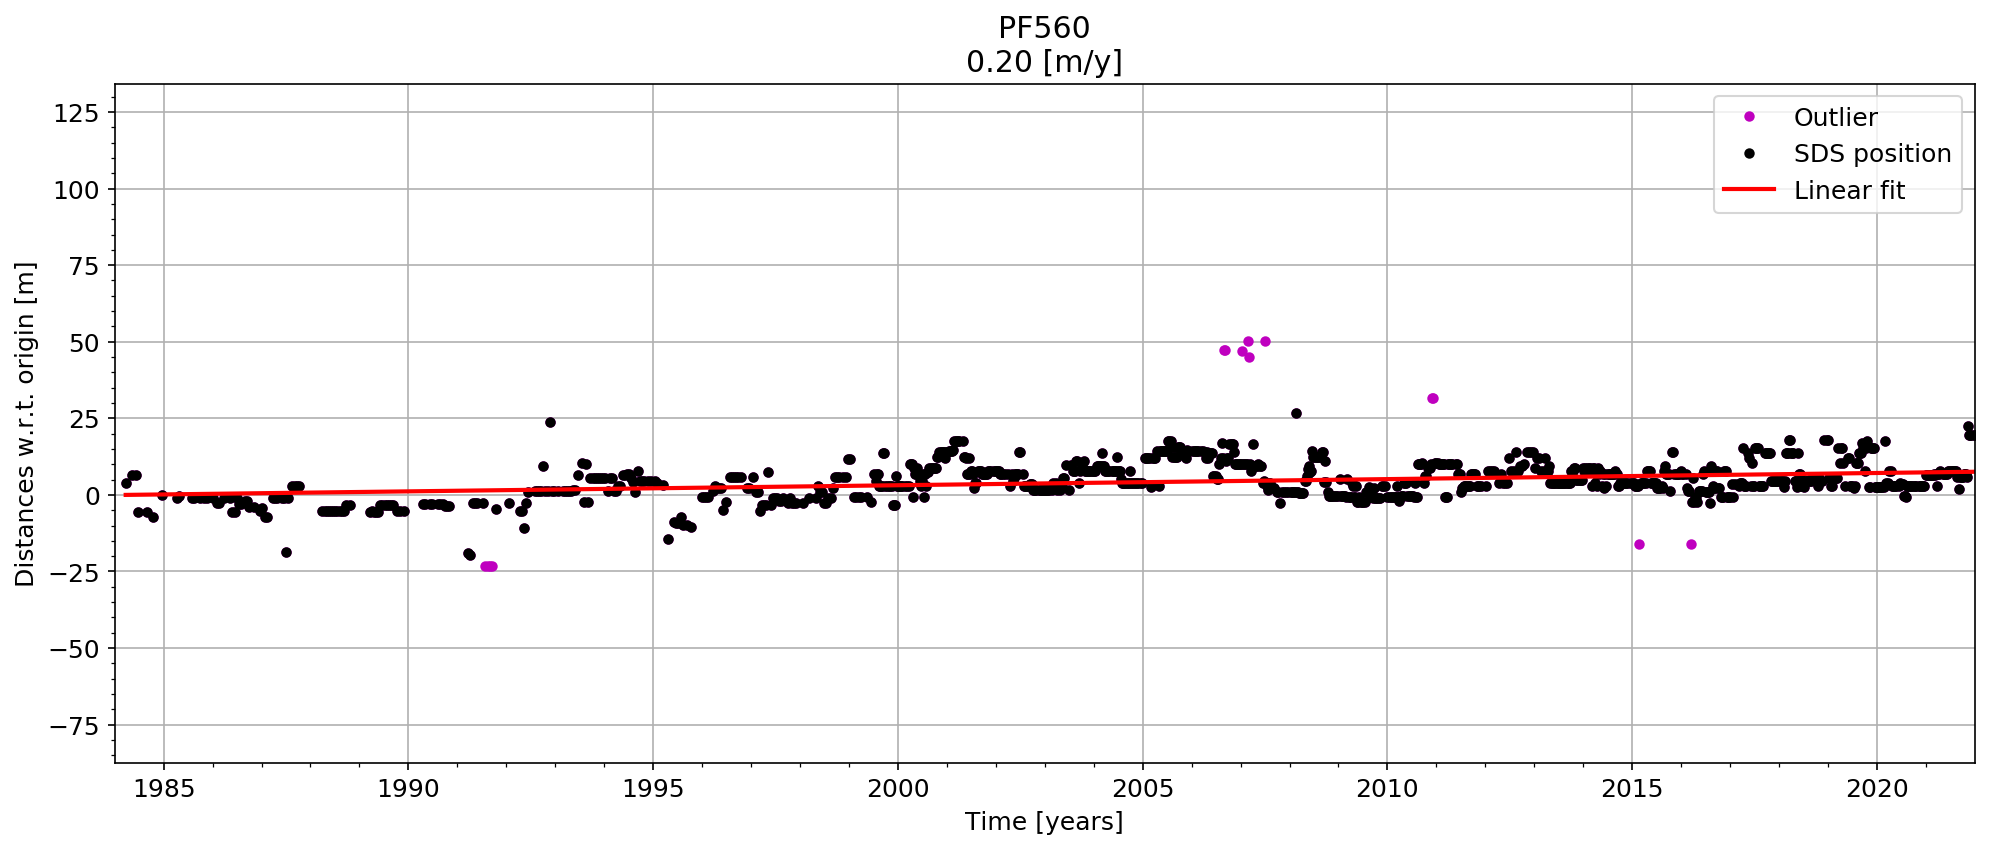 PF560
0.20 [m/y]
Distances w.r.t. origin [m]
125
100
75
50
25
0
−25
−50
−75
Outlier
SDS position
Linear fit
1985 1990 1995 2000 2005 2010 2015 2020
Time [years]